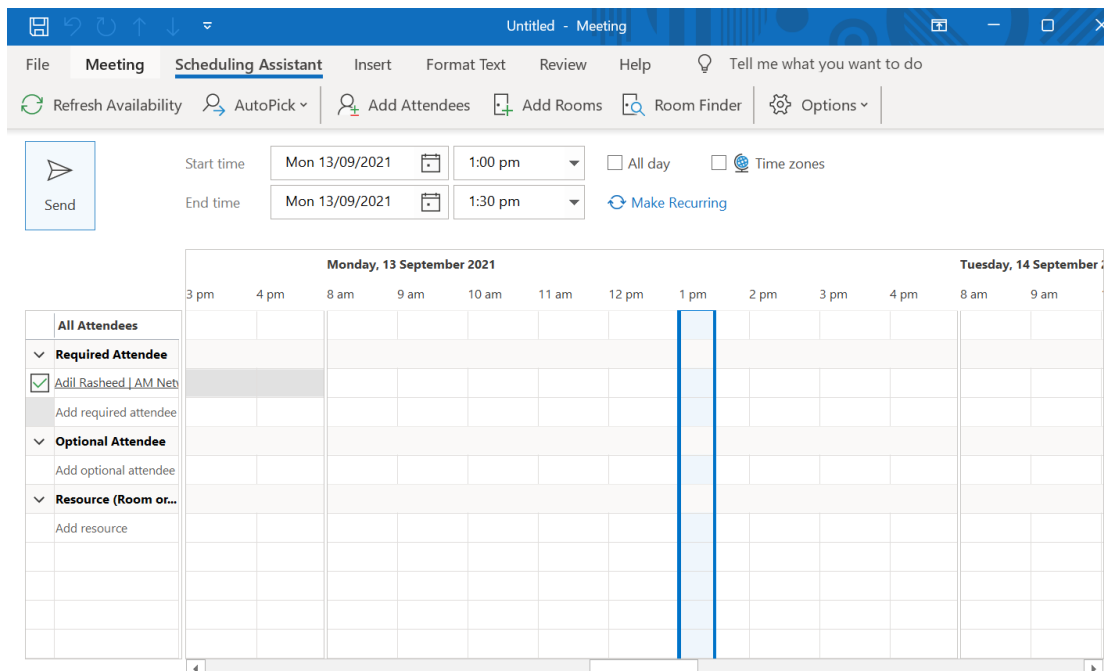 Untitled - Meeting
File Meeting Scheduling Assistant Insert Format Text Review Help Tell me what you want to do
Refresh Availability AutoPick Add Attendees Add Rooms Room Finder Options
Send
Start time Mon 13/09/2021 1:00 pm All day Time zones
End time Mon 13/09/2021 1:30 pm Make Recurring
Monday, 13 September 2021 Tuesday, 14 September
3 pm 4 pm 8 am 9 am 10 am 11 am 12 pm 1 pm 2 pm 3 pm 4 pm 8 am 9 am
All Attendees
Required Attendee
Adil Rasheed | AM
Add required attendee
Optional Attendee
Add optional attendee
Resource (Room or...
Add resource